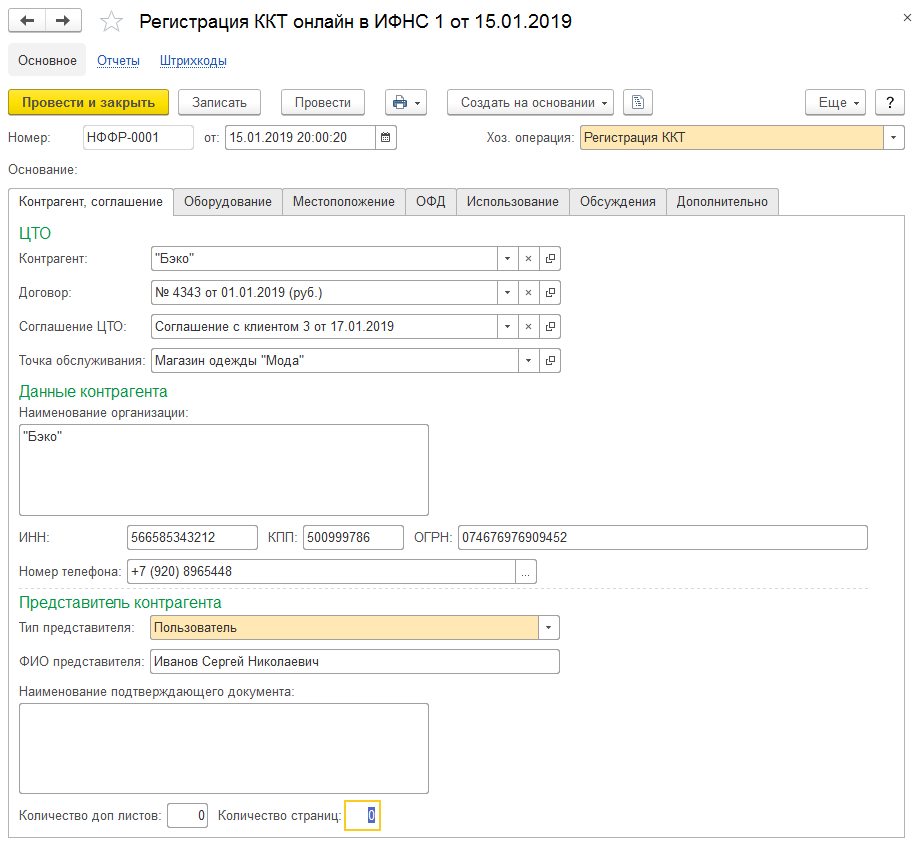 Регистрация ККТ онлайн в ИФНС 1 от 15.01.2019
Основное Отчеты Штрихкоды
Провести и закрыть Записать Провести Создать на основании Еще ?
Номер: НФФР-0001 от: 15.01.2019 20:00:20 Хоз. операция: Регистрация ККТ
Основание:
Контрагент, соглашение Оборудование Местоположение ОФД Использование Обсуждения Дополнительно
ЦТО
Контрагент: "Бэко"
Договор: № 4343 от 01.01.2019 (руб.)
Соглашение ЦТО: Соглашение с клиентом 3 от 17.01.2019
Точка обслуживания: Магазин одежды "Мода"
Данные контрагента
Наименование организации:
"Бэко"
ИНН: 566585343212 КПП: 500999786 ОГРН: 074676976909452
Номер телефона: +7 (920) 8965448 ...
Представитель контрагента
Тип представителя: Пользователь
ФИО представителя: Иванов Сергей Николаевич
Наименование подтверждающего документа:
Количество доп листов: 0 Количество страниц: 0